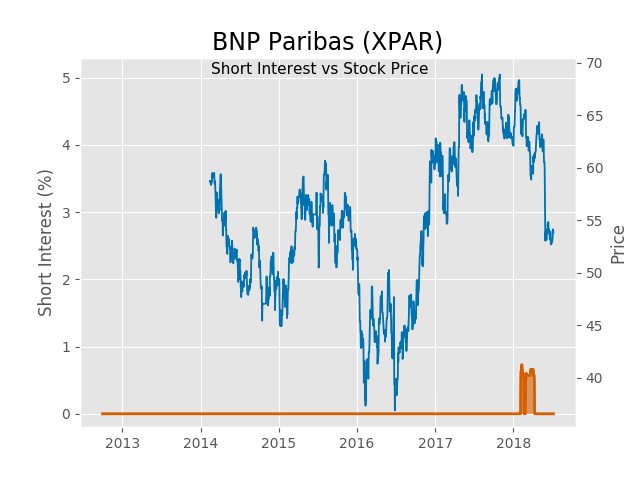 BNP Paribas (XPAR)
Short Interest vs Stock Price
Short Interest (%)
5
4
3
2
1
0
70
65
60
55
50
45
40
Price
2013 2014 2015 2016 2017 2018